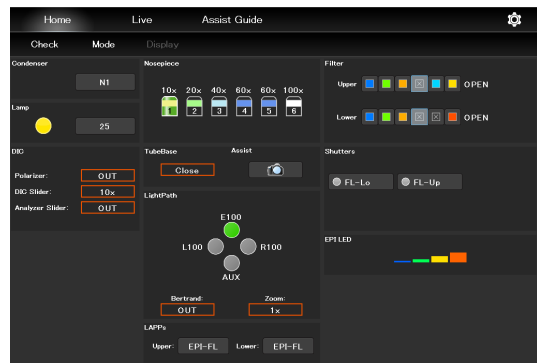 Home Live Assist Guide
Check Mode Display
Condenser
N1
Lamp
25
DIC
Polarizer: OUT
DIC Slider: 10x
Analyzer Slider: OUT
Nosepiece
10x 20x 40x 60x 60x 100x
1 2 3 4 5 6
TubeBase Assist
Close
LightPath
E100
L100 R100
AUX
Bertrand: Zoom:
OUT 1x
LAPPs
Upper: EPI-FL Lower: EPI-FL
Filter
Upper OPEN
Lower OPEN
Shutters
FL-Lo FL-Up
EPI LED